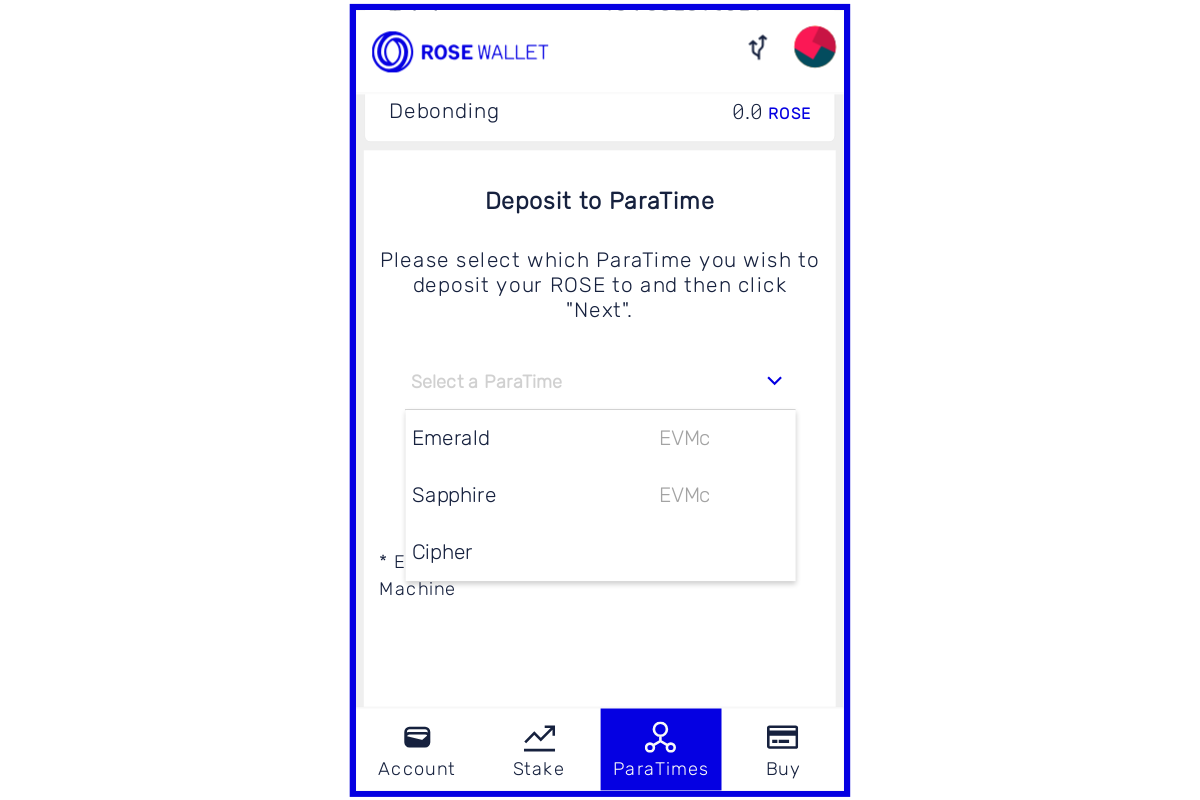 ROSE WALLET
Debonding 0.0 ROSE
Deposit to ParaTime
Please select which ParaTime you wish to
deposit your ROSE to and then click
"Next".
Select a ParaTime
Emerald EVMc
Sapphire EVMc
Cipher
* E
Machine
Account Stake ParaTimes Buy